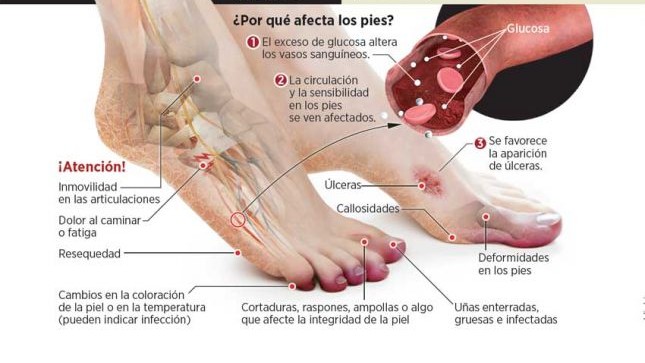 ¿Por qué afecta los pies?
1 El exceso de glucosa altera
los vasos sanguíneos.
Glucosa
2 La circulación
y la sensibilidad
en los pies
se ven afectados.
3 Se favorece
la aparición
de úlceras.
¡Atención!
Inmovilidad
en las articulaciones
Dolor al caminar
o fatiga
Resequedad
Cambios en la coloración
de la piel o en la temperatura
(pueden indicar infección)
Úlceras
Callosidades
Deformidades
en los pies
Cortaduras, raspones, ampollas o algo
que afecte la integridad de la piel
Uñas enterradas,
gruesas e infectadas